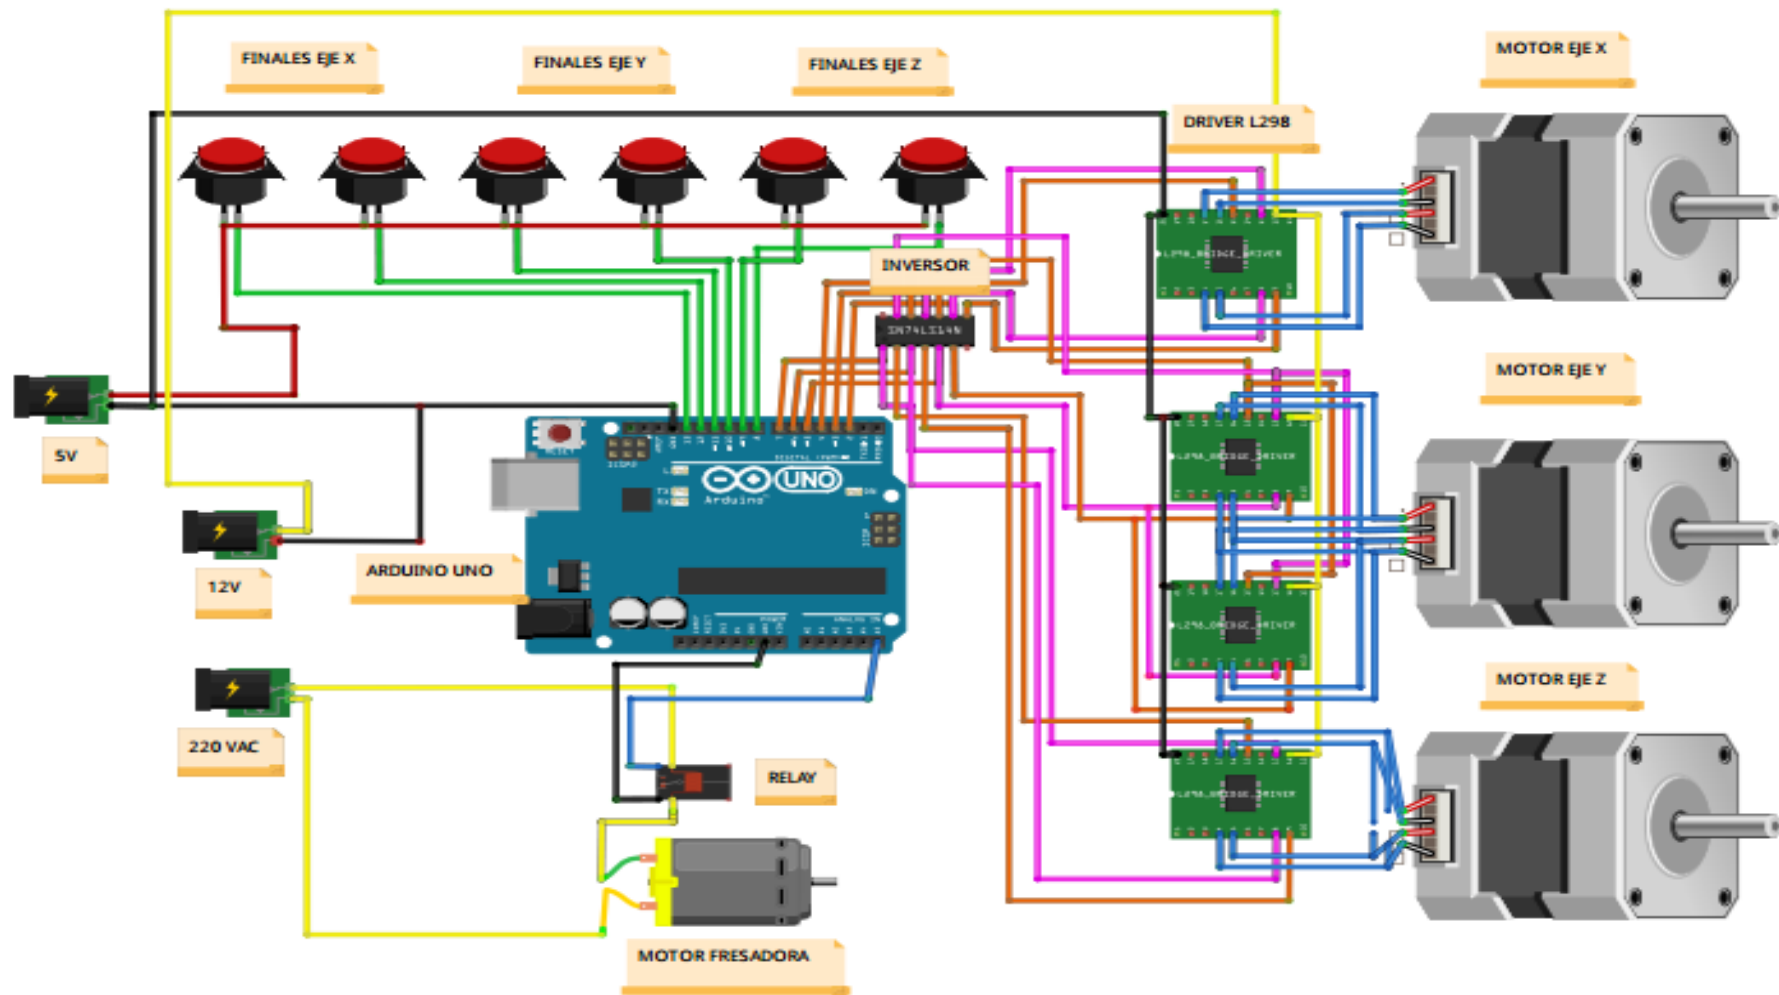 FINALES EJE X
FINALES EJE Y
FINALES EJE Z
MOTOR EJE X
DRIVER L298
INVERSOR
MOTOR EJE Y
5V
12V
ARDUINO UNO
UNO
Arduino
MOTOR EJE Z
220 VAC
RELAY
MOTOR FRESADORA